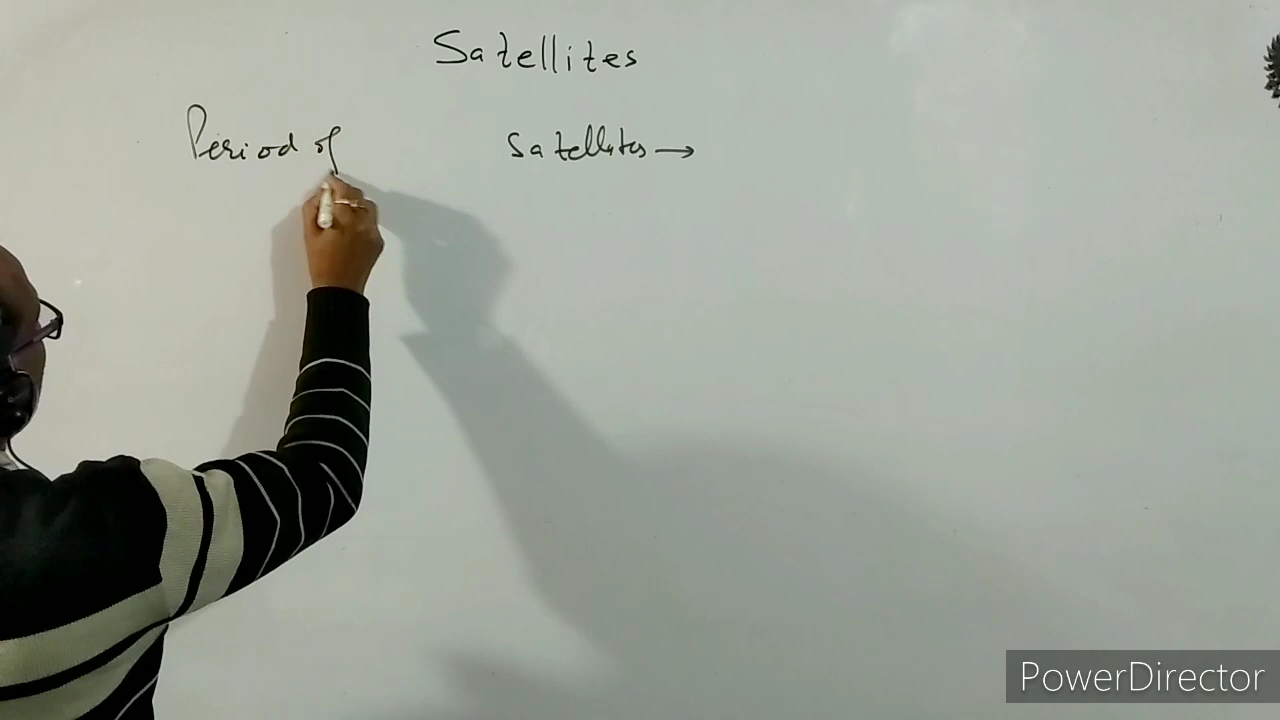 Satellites
Period of Satellites →
PowerDirector